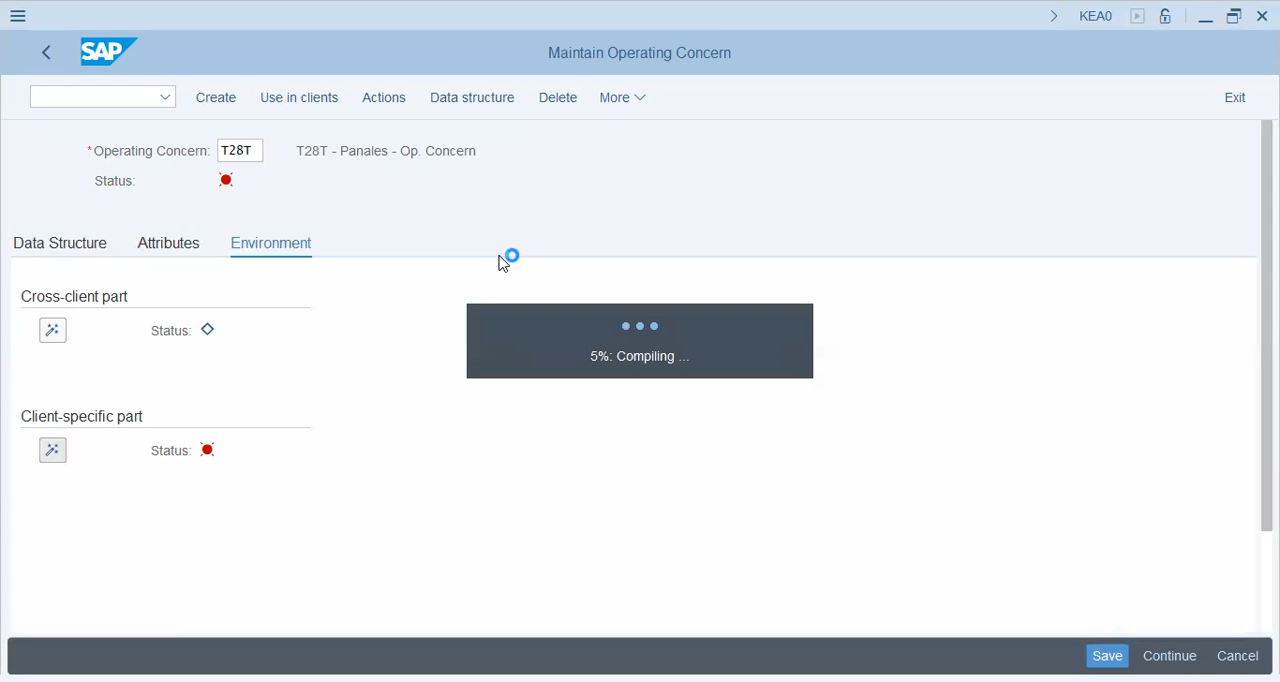 KEA0
SAP
Maintain Operating Concern
Create Use in clients Actions Data structure Delete More Exit
*Operating Concern: T28T T28T - Panales - Op. Concern
Status:
Data Structure Attributes Environment
Cross-client part
Status:
5%: Compiling ...
Client-specific part
Status:
Save Continue Cancel